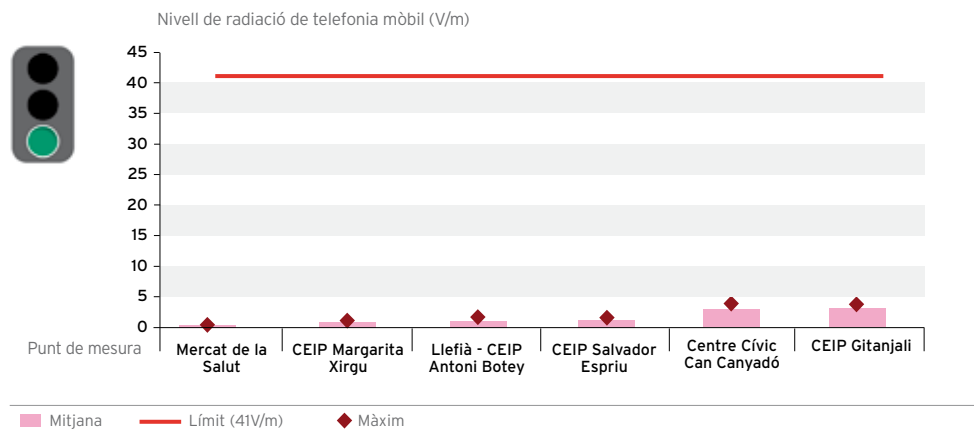 Nivell de radiació de telefonia mòbil (V/m)
45
40
35
30
25
20
15
10
5
0
Punt de mesura
Mercat de la
Salut
CEIP Margarita
Xirgu
Llefià - CEIP
Antoni Botey
CEIP Salvador
Espriu
Centre Cívic
Can Canyadó
CEIP Gitanjali
Mitjana
Límit (41V/m)
Màxim